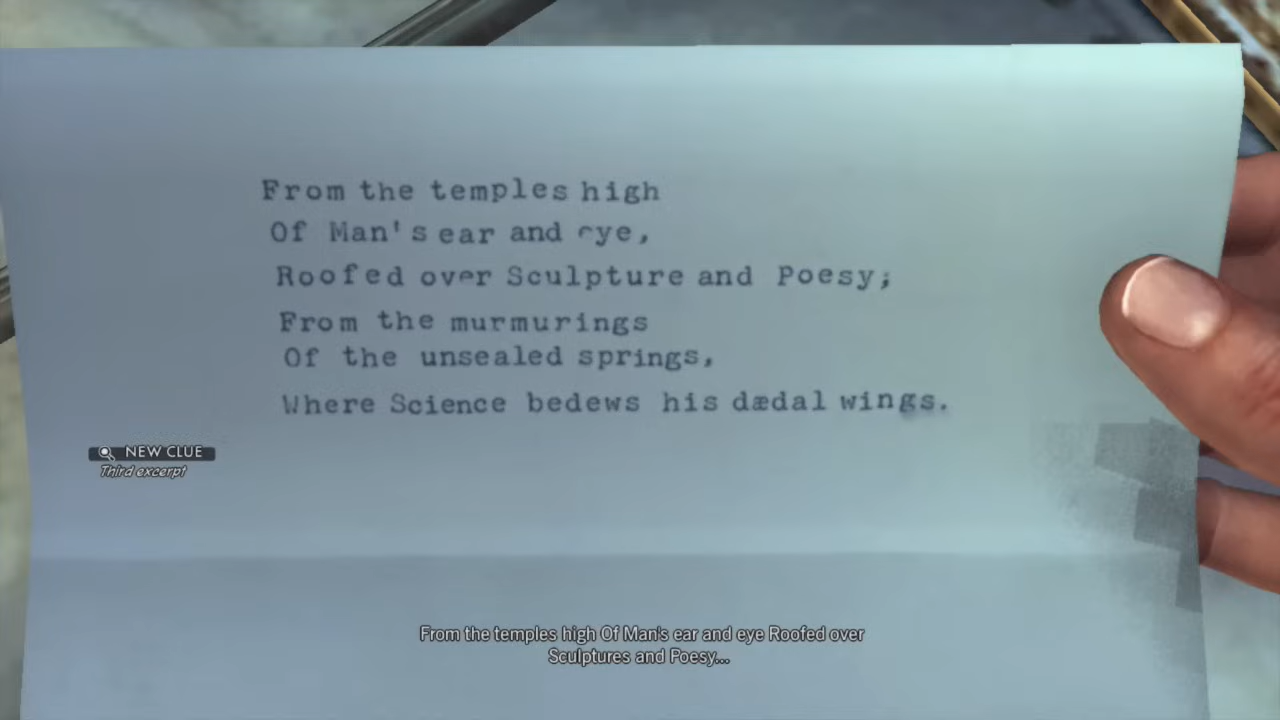 From the temples high
Of Man's ear and eye,
Roofed over Sculpture and Poesy;
From the murmurings
Of the unsealed springs,
Where Science bedews his dædal wings.
NEW CLUE
Third excerpt
From the temples high Of Man's ear and eye Roofed over
Sculptures and Poesy...